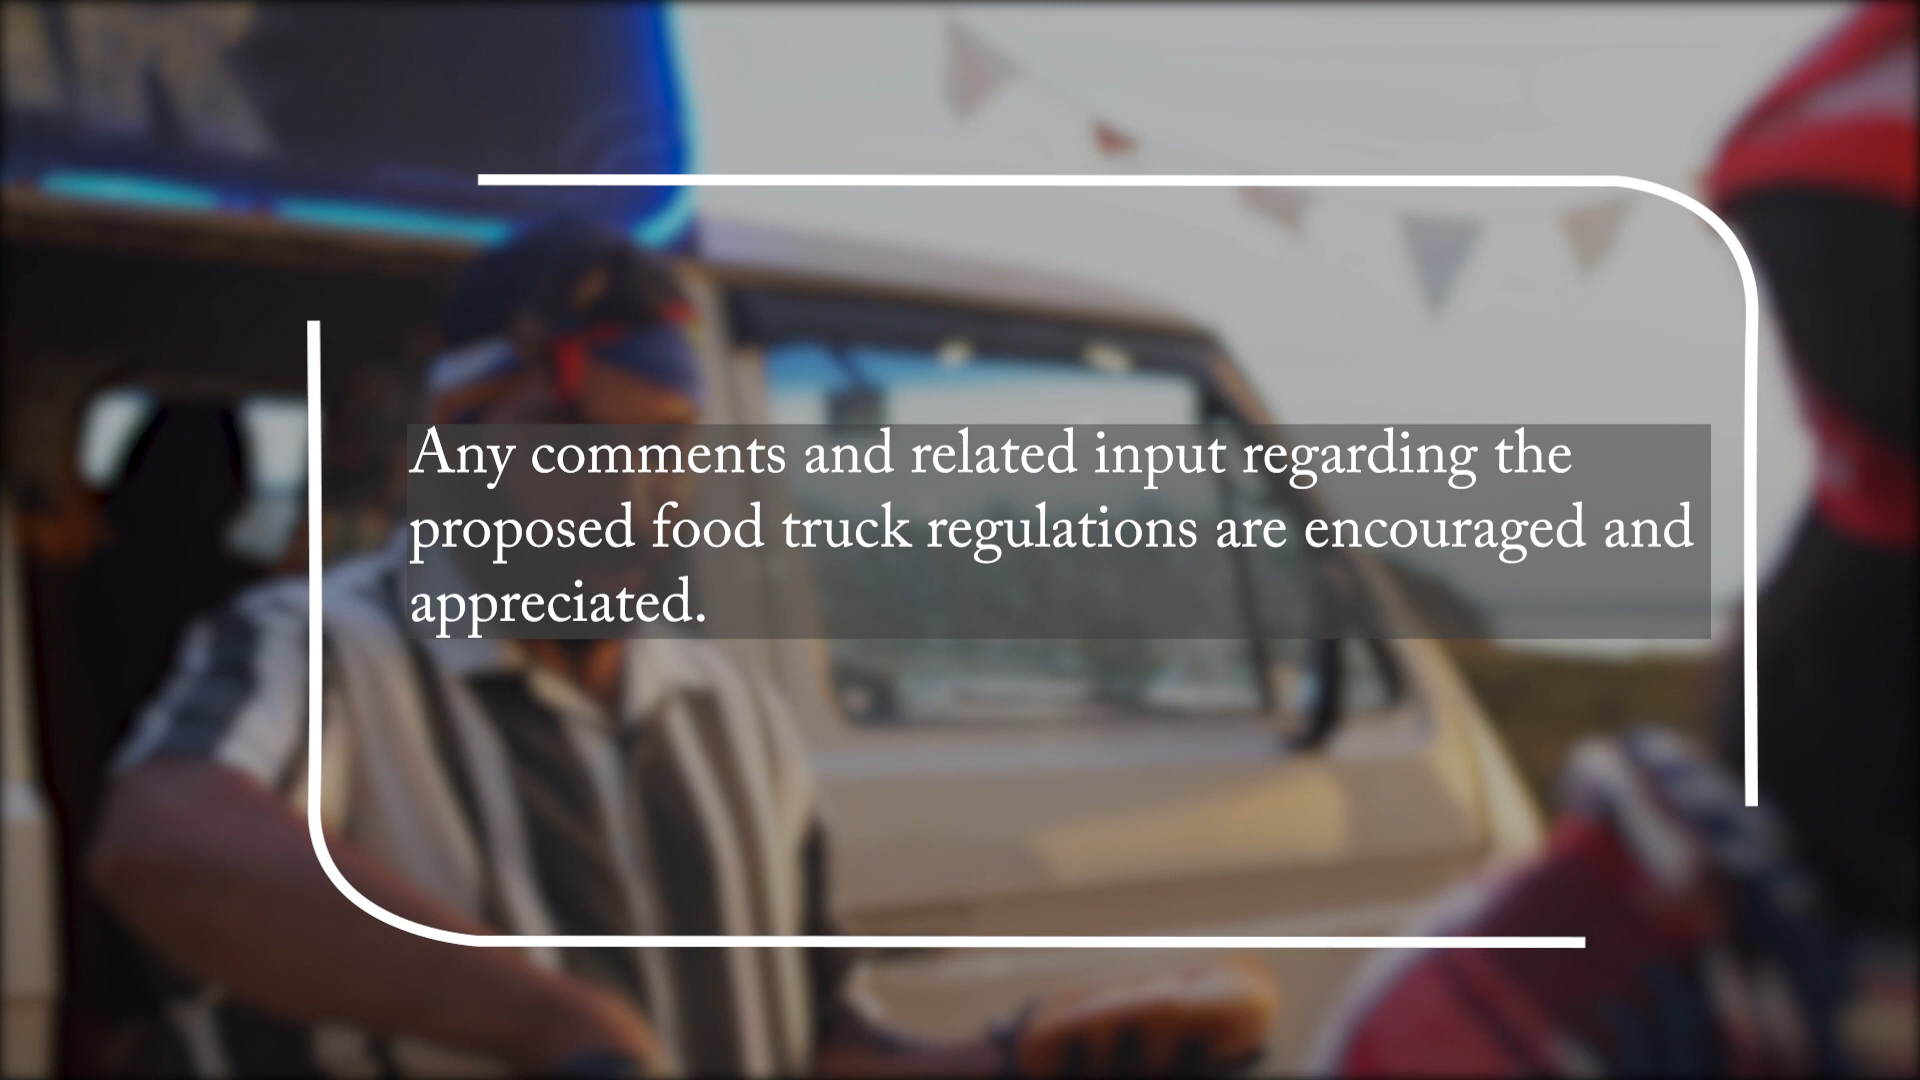 Any comments and related input regarding the
proposed food truck regulations are encouraged and
appreciated.